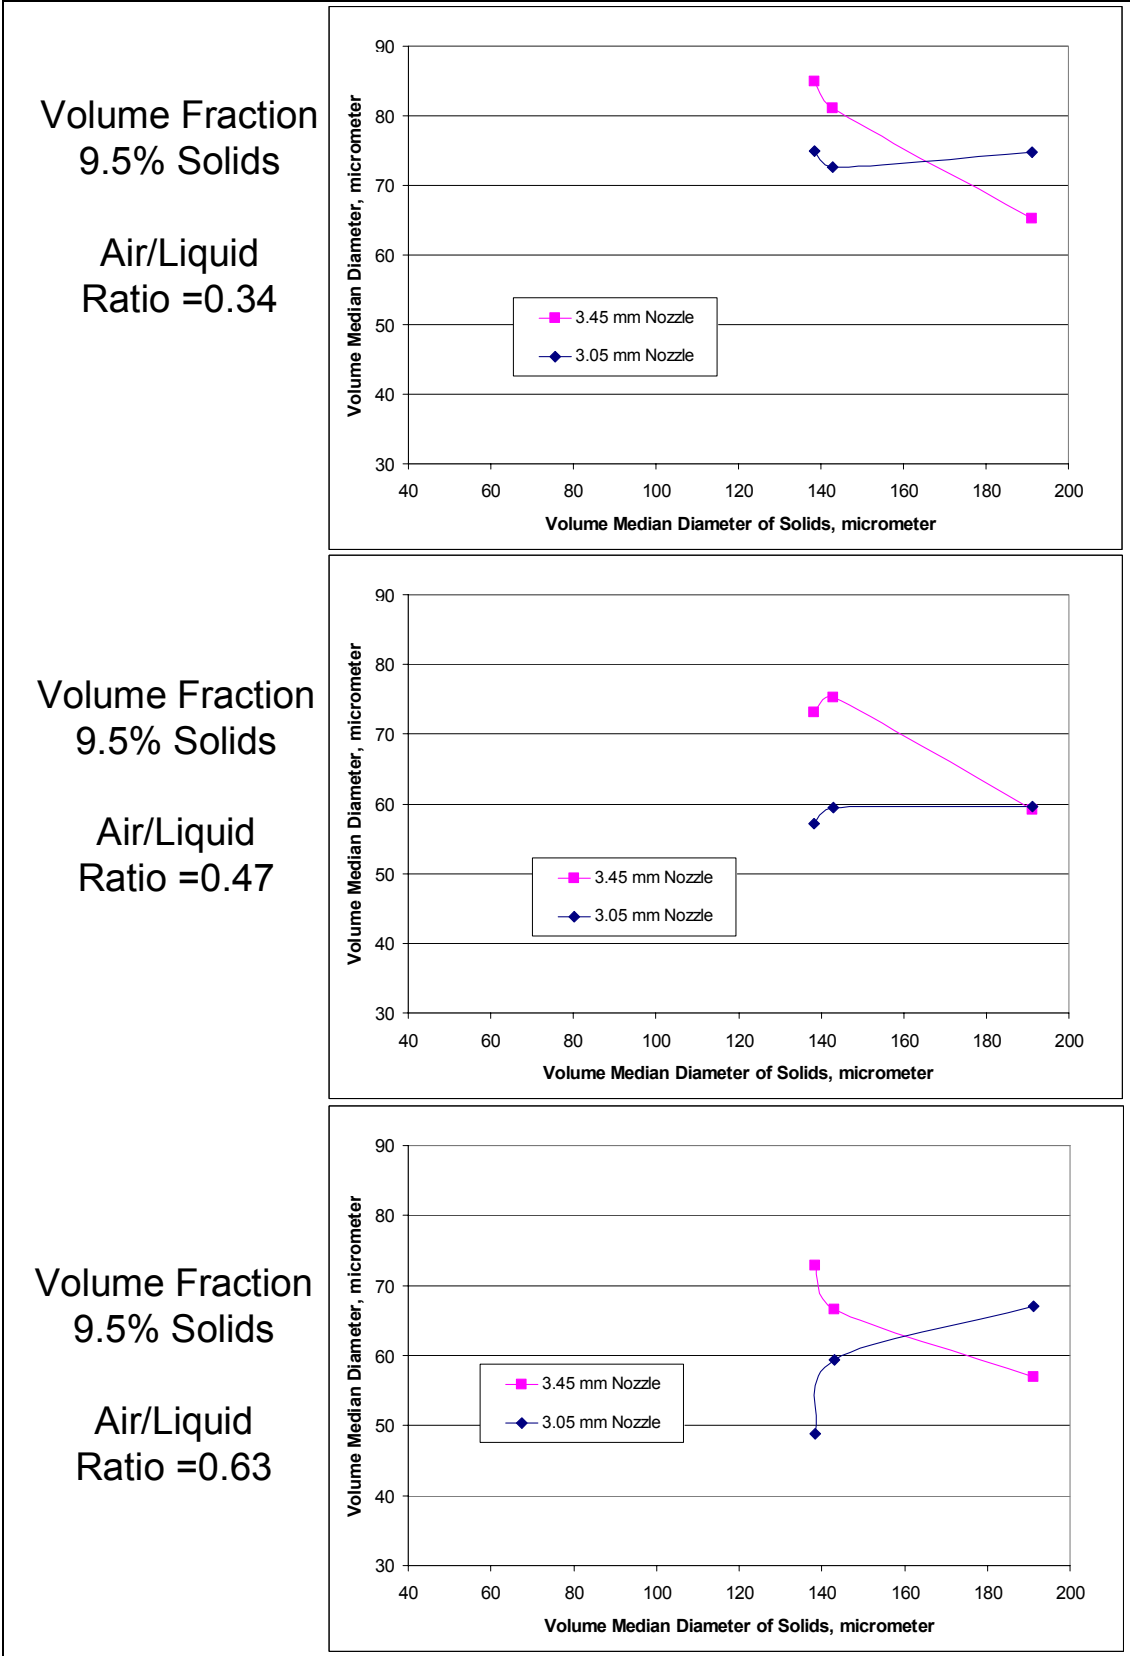 Volume Fraction
9.5% Solids
Air/Liquid
Ratio =0.34
Volume Median Diameter, micrometer
90
80
70
60
50
40
30
3.45 mm Nozzle
3.05 mm Nozzle
40 60 80 100 120 140 160 180 200
Volume Median Diameter of Solids, micrometer
Volume Fraction
9.5% Solids
Air/Liquid
Ratio =0.47
Volume Median Diameter, micrometer
90
80
70
60
50
40
30
3.45 mm Nozzle
3.05 mm Nozzle
40 60 80 100 120 140 160 180 200
Volume Median Diameter of Solids, micrometer
Volume Fraction
9.5% Solids
Air/Liquid
Ratio =0.63
Volume Median Diameter, micrometer
90
80
70
60
50
40
30
3.45 mm Nozzle
3.05 mm Nozzle
40 60 80 100 120 140 160 180 200
Volume Median Diameter of Solids, micrometer